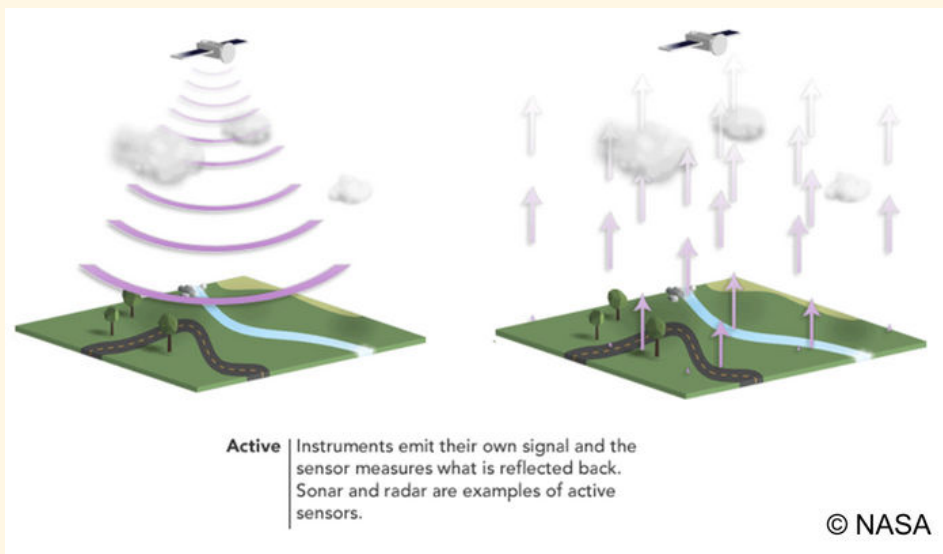 Active Instruments emit their own signal and the
sensor measures what is reflected back.
Sonar and radar are examples of active
sensors.
© NASA